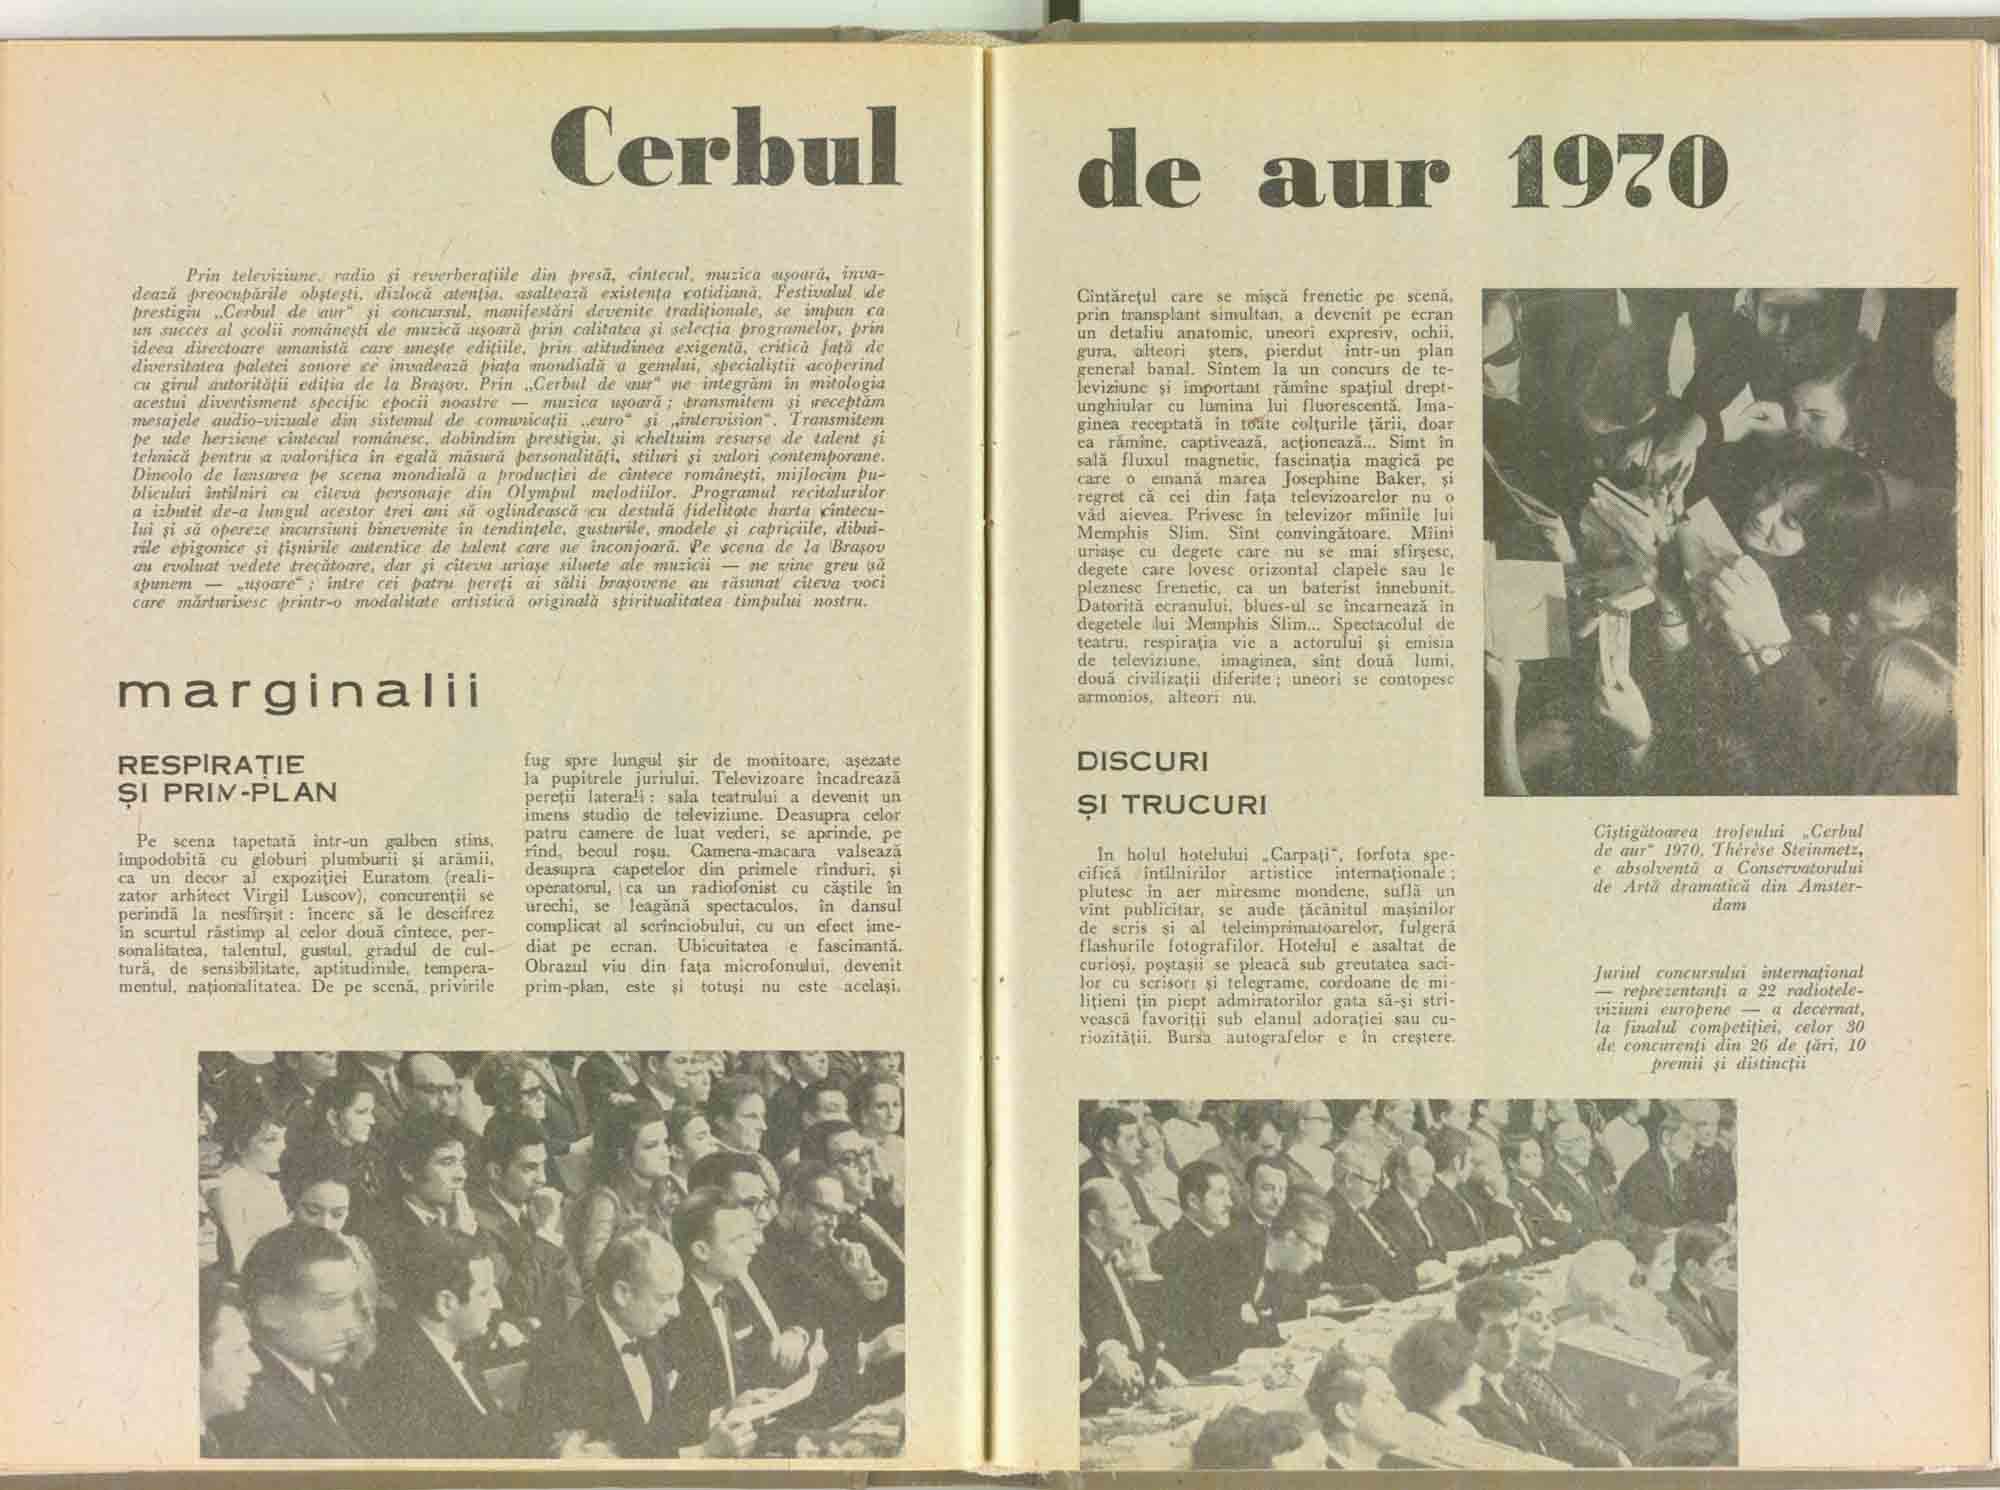 Cerbul
Prin televiziune, radio și reverberațiile din presă, cîntecul, muzica ușoară, inva-
dează preocupările obștești, dizlocă atenția, asaltează existența cotidiană. Festivalul de
prestigiu „Cerbul de aur“ și concursul, manifestări devenite tradiționale, se impun ca
un succes al școlii românești de muzică ușoară prin calitatea și selecția programelor, prin
ideea directoare umanistă care unește edițiile, prin atitudinea exigentă, critică față de
diversitatea paletei sonore ce invadează piața mondială a genului, specialiștii acoperind
cu girul autorității ediția de la Brașov. Prin „Cerbul de aur“ ne integrăm în mitologia
acestui divertisment specific epocii noastre — muzica ușoară ; transmitem și receptăm
mesajele audio-vizuale din sistemul de comunicații „euro“ și „intervision“. Transmitem
pe ude herziene cîntecul românesc, dobîndim prestigiu, și cheltuim resurse de talent și
tehnică pentru a valorifica în egală măsură personalități, stiluri și valori contemporane.
Dincolo de lansarea pe scena mondială a producției de cîntece românești, mijlocim pu-
blicului întîlniri cu cîteva personaje din Olympul melodiilor. Programul recitalurilor
a izbutit de-a lungul acestor trei ani să oglindească cu destulă fidelitate harta cîntecu-
lui și să opereze incursiuni binevenite în tendințele, gusturile, modele și capriciile, dibui-
rile epigonice și țîșnirile autentice de talent care ne înconjoară. Pe scena de la Brașov
au evoluat vedete trecătoare, dar și cîteva uriașe siluete ale muzicii — ne vine greu să
spunem — „ușoare“ ; între cei patru pereți ai sălii brașovene au răsunat cîteva voci
care mărturisesc printr-o modalitate artistică originală spiritualitatea timpului nostru.
marginalii
RESPIRAȚIE
ȘI PRIM-PLAN
Pe scena tapetată într-un galben stins,
împodobită cu globuri plumburii și arămii,
ca un decor al expoziției Euratom (reali-
zator arhitect Virgil Luscov), concurenții se
perindă la nesfîrșit : încerc să le descifrez
în scurtul răstimp al celor două cîntece, per-
sonalitatea, talentul, gustul, gradul de cul-
tură, de sensibilitate, aptitudinile, tempera-
mentul, naționalitatea. De pe scenă, privirile
fug spre lungul șir de monitoare, așezate
la pupitrele juriului. Televizoare încadrează
pereții laterali : sala teatrului a devenit un
imens studio de televiziune. Deasupra celor
patru camere de luat vederi, se aprinde, pe
rînd, becul roșu. Camera-macara valsează
deasupra capetelor din primele rînduri, și
operatorul, ca un radiofonist cu căștile în
urechi, se leagănă spectaculos, în dansul
complicat al scrînciobului, cu un efect ime-
diat pe ecran. Ubicuitatea e fascinantă.
Obrazul viu din fața microfonului, devenit
prim-plan, este și totuși nu este același.
de aur 1970
Cîntărețul care se mișcă frenetic pe scenă,
prin transplant simultan, a devenit pe ecran
un detaliu anatomic, uneori expresiv, ochii,
gura, alteori șters, pierdut într-un plan
general banal. Sîntem la un concurs de te-
leviziune și important rămîne spațiul drept-
unghiular cu lumina lui fluorescentă. Ima-
ginea receptată în toate colțurile țării, doar
ea rămîne, captivează, acționează... Simt în
sală fluxul magnetic, fascinația magică pe
care o emană marea Josephine Baker, și
regret că cei din fața televizoarelor nu o
văd aievea. Privesc în televizor mîinile lui
Memphis Slim. Sînt convingătoare. Mîini
uriașe cu degete care nu se mai sfîrșesc,
degete care lovesc orizontal clapele sau le
pleznesc frenetic, ca un baterist înnebunit.
Datorită ecranului, blues-ul se încarnează în
degetele lui Memphis Slim... Spectacolul de
teatru, respirația vie a actorului și emisia
de televiziune, imaginea, sînt două lumi,
două civilizații diferite ; uneori se contopesc
armonios, alteori nu.
DISCURI
ȘI TRUCURI
În holul hotelului „Carpați“, forfota spe-
cifică întîlnirilor artistice internaționale ;
plutesc în aer miresme mondene, suflă un
vînt publicitar, se aude țăcănitul mașinilor
de scris și al teleimprimatoarelor, fulgeră
flashurile fotografilor. Hotelul e asaltat de
curioși, poștașii se pleacă sub greutatea saci-
lor cu scrisori și telegrame, cordoane de mi-
lițieni țin piept admiratorilor gata să-și stri-
vească favoriții sub elanul adorației sau cu-
riozității. Bursa autografelor e în creștere.
Cîștigătoarea trofeului „Cerbul
de aur“ 1970, Thérèse Steinmetz,
e absolventă a Conservatorului
de Artă dramatică din Amster-
dam
Juriul concursului internațional
— reprezentanți a 22 radiotele-
viziuni europene — a decernat,
la finalul competiției, celor 30
de concurenți din 26 de țări, 10
premii și distincții